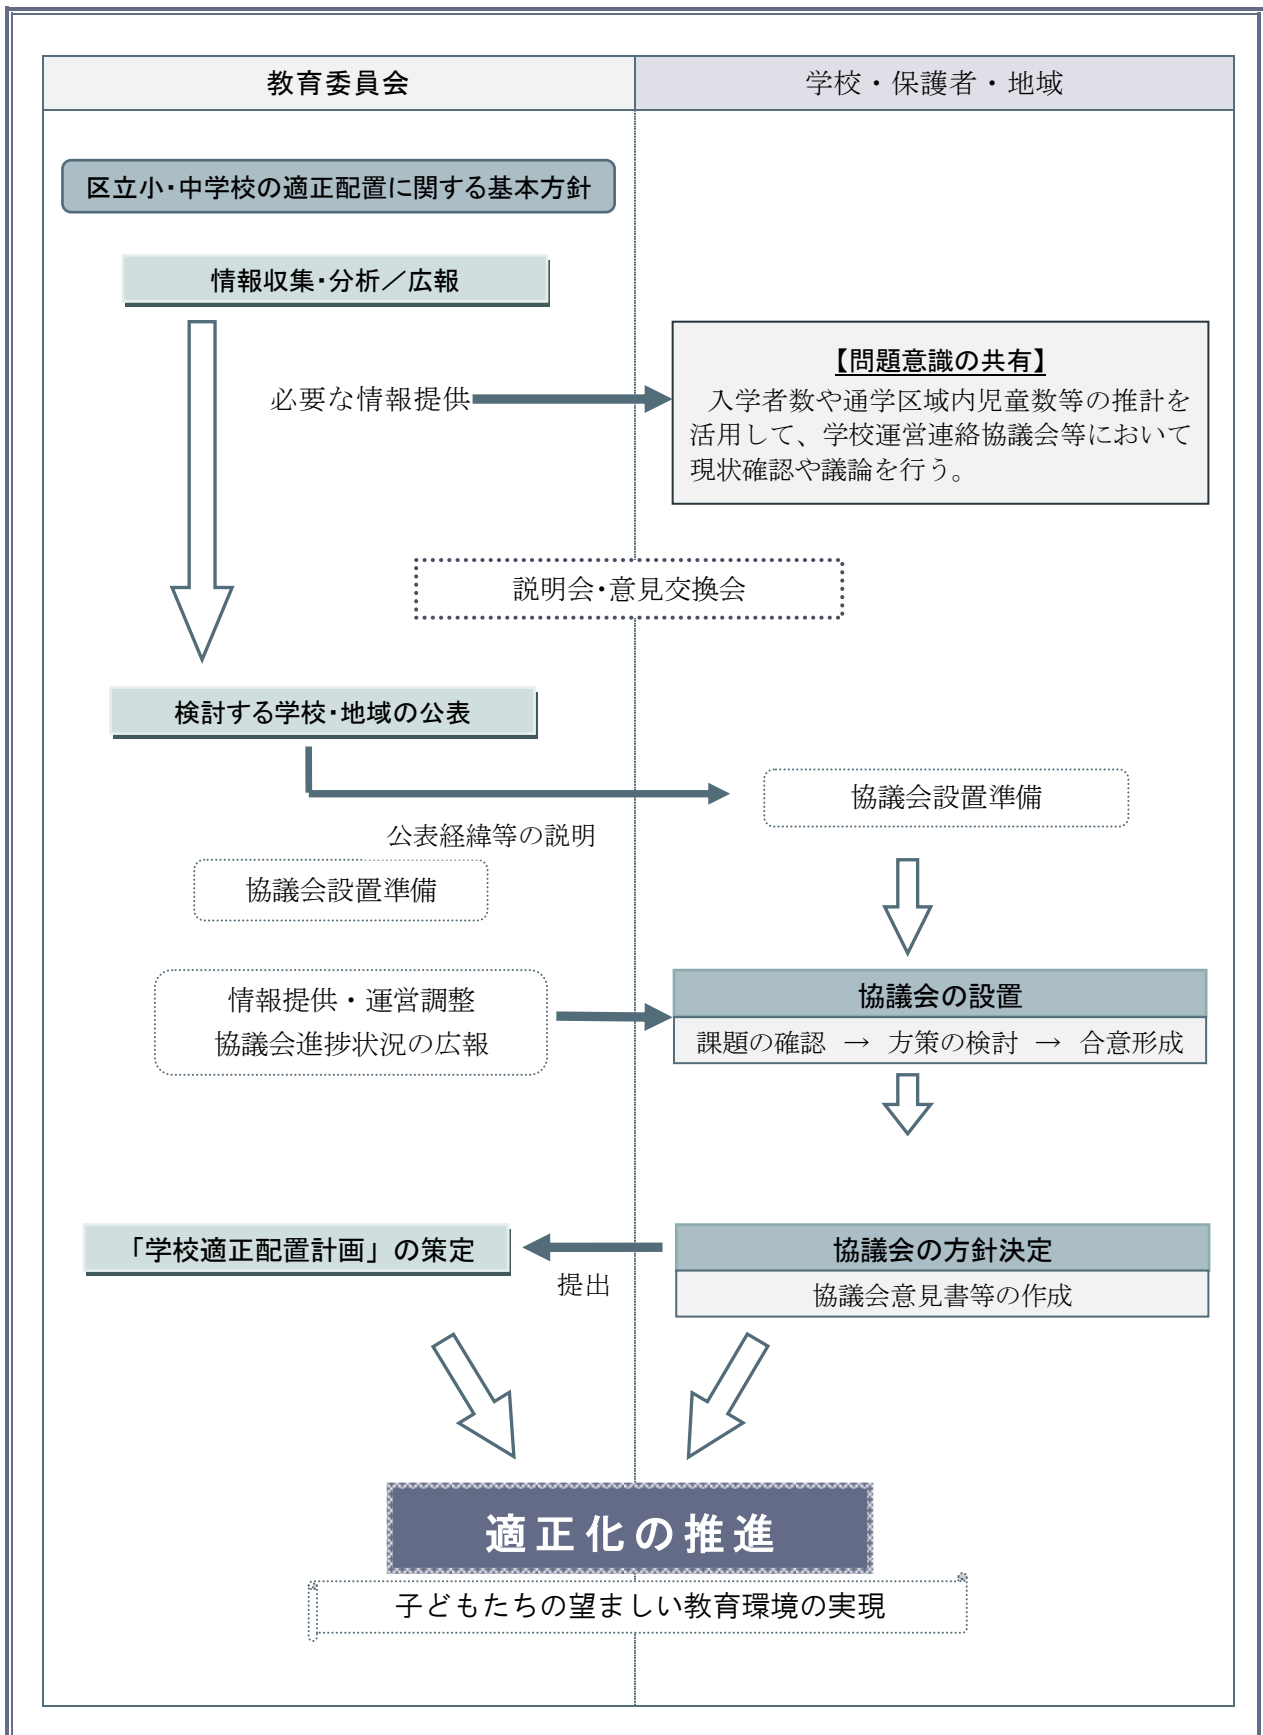 教育委員会
学校・保護者・地域
区立小・中学校の適正配置に関する基本方針
情報収集・分析／広報
必要な情報提供
【問題意識の共有】
入学者数や通学区域内児童数等の推計を
活用して、学校運営連絡協議会等において
現状確認や議論を行う。
説明会・意見交換会
検討する学校・地域の公表
公表経緯等の説明
協議会設置準備
協議会設置準備
情報提供・運営調整
協議会進捗状況の広報
協議会の設置
課題の確認 → 方策の検討 → 合意形成
「学校適正配置計画」の策定
提出
協議会の方針決定
協議会意見書等の作成
適正化の推進
子どもたちの望ましい教育環境の実現